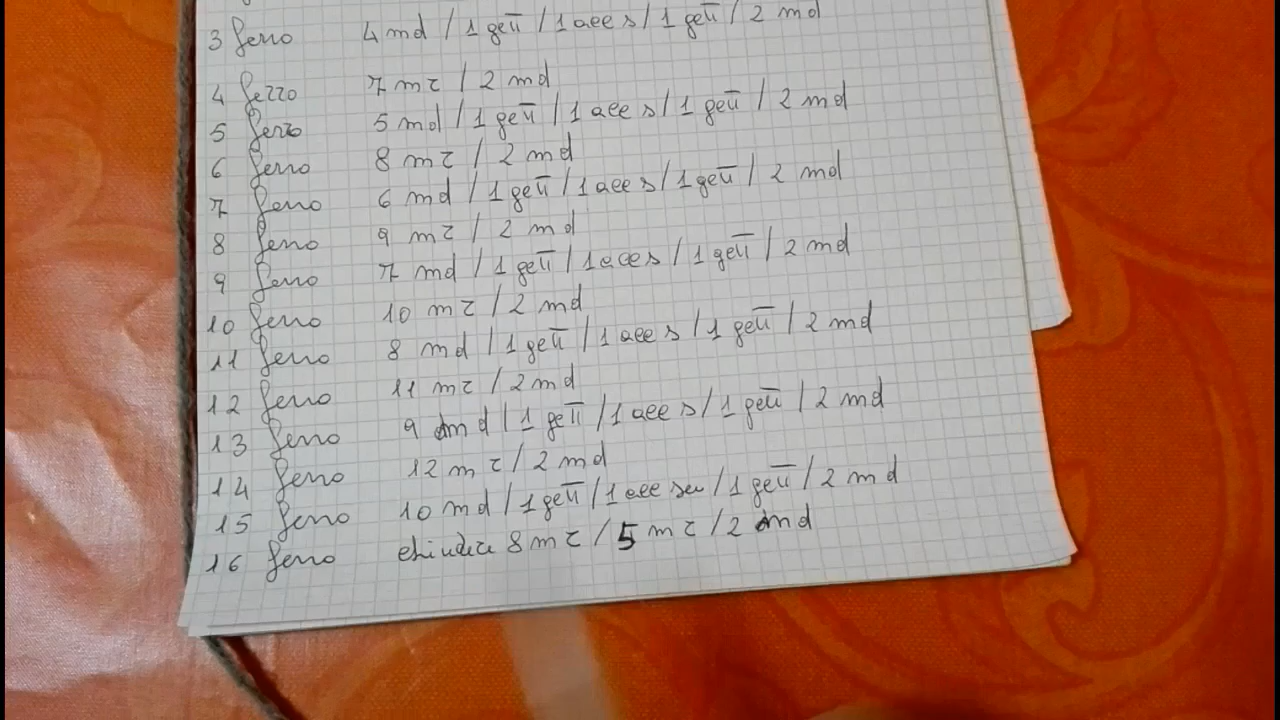 3 ferro 4 md / 1 gett / 1 acc s / 1 gett / 2 md
4 ferro 7 mr / 2 md
5 ferro 5 md / 1 gett / 1 acc s / 1 gett / 2 md
6 ferro 8 mr / 2 md
7 ferro 6 md / 1 gett / 1 acc s / 1 gett / 2 md
8 ferro 9 mr / 2 md
9 ferro 7 md / 1 gett / 1 acc s / 1 gett / 2 md
10 ferro 10 mr / 2 md
11 ferro 8 md / 1 gett / 1 acc s / 1 gett / 2 md
12 ferro 11 mr / 2 md
13 ferro 9 md / 1 gett / 1 acc s / 1 gett / 2 md
14 ferro 12 mr / 2 md
15 ferro 10 md / 1 gett / 1 acc sem / 1 gett / 2 md
16 ferro chiudere 8 mr / 5 mr / 2 md